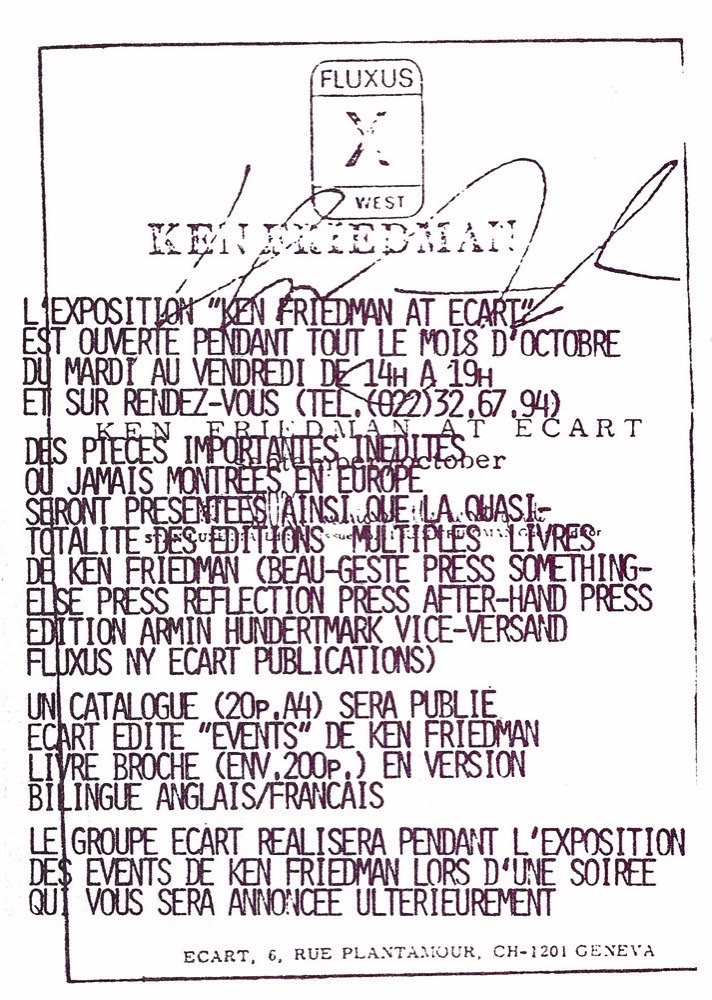 FLUXUS
X
WEST
KEN FRIEDMAN
L'EXPOSITION "KEN FRIEDMAN AT ECART"
EST OUVERTE PENDANT TOUT LE MOIS D'OCTOBRE
DU MARDI AU VENDREDI DE 14H A 19H
ET SUR RENDEZ-VOUS (TEL.(022)32.67.94)
KEN FRIEDMAN AT ECART
DES PIECES IMPORTANTES INEDITES
october
OU JAMAIS MONTREES EN EUROPE
SERONT PRESENTEES AINSI QUE LA QUASI-
TOTALITE DES EDITIONS MULTIPLES LIVRES
DE KEN FRIEDMAN (BEAU-GESTE PRESS SOMETHING-
ELSE PRESS REFLECTION PRESS AFTER-HAND PRESS
EDITION ARMIN HUNDERTMARK VICE-VERSAND
FLUXUS NY ECART PUBLICATIONS)
UN CATALOGUE (20P.A4) SERA PUBLIE
ECART EDITE "EVENTS" DE KEN FRIEDMAN
LIVRE BROCHE (ENV.200P.) EN VERSION
BILINGUE ANGLAIS/FRANCAIS
LE GROUPE ECART REALISERA PENDANT L'EXPOSITION
DES EVENTS DE KEN FRIEDMAN LORS D'UNE SOIREE
QUI VOUS SERA ANNONCEE ULTERIEUREMENT
ECART, 6, RUE PLANTAMOUR, CH-1201 GENEVA